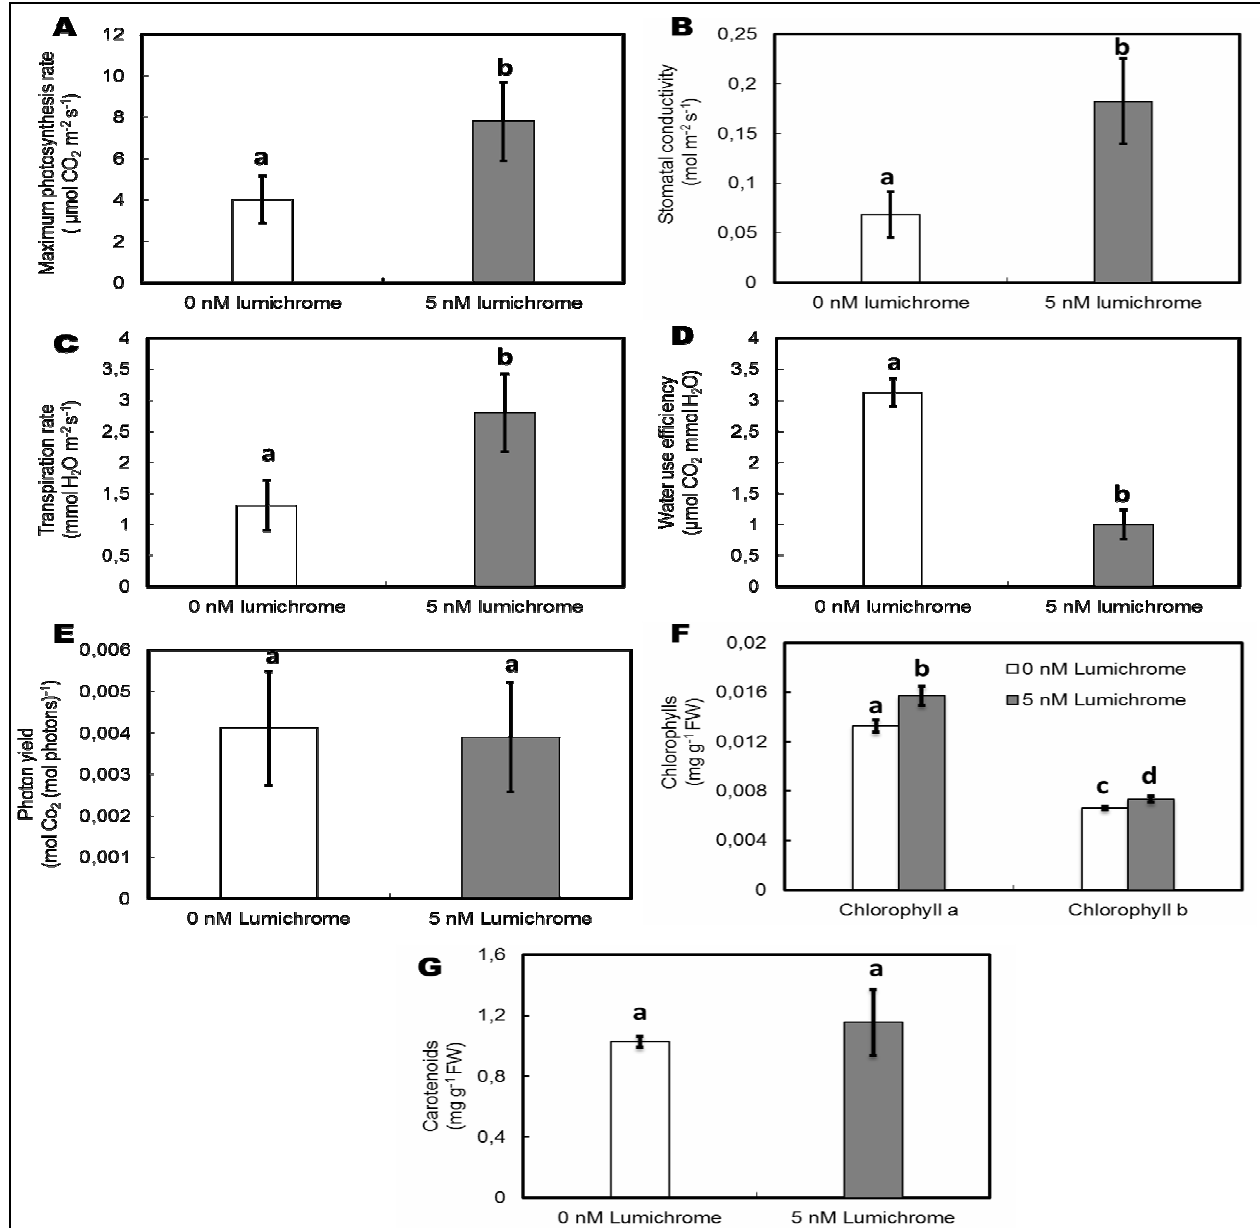 A
Maximum photosynthesis rate
( µmol CO₂ m⁻² s⁻¹)
12
10
8
6
4
2
0
a
b
0 nM lumichrome
5 nM lumichrome
B
Stomatal conductivity
(mol m⁻² s⁻¹)
0,25
0,2
0,15
0,1
0,05
0
a
b
0 nM lumichrome
5 nM lumichrome
C
Transpiration rate
(mmol H₂O m⁻² s⁻¹)
4
3,5
3
2,5
2
1,5
1
0,5
0
a
b
0 nM lumichrome
5 nM lumichrome
D
Water use efficiency
(µmol CO₂ mmol H₂O)
4
3,5
3
2,5
2
1,5
1
0,5
0
a
b
0 nM lumichrome
5 nM lumichrome
E
Photon yield
(mol Co₂ (mol photons)⁻¹)
0,006
0,005
0,004
0,003
0,002
0,001
0
a
a
0 nM Lumichrome
5 nM Lumichrome
F
Chlorophylls
(mg g⁻¹ FW)
0,02
0,016
0,012
0,008
0,004
0
a
b
c
d
0 nM Lumichrome
5 nM Lumichrome
Chlorophyll a
Chlorophyll b
G
Carotenoids
(mg g⁻¹ FW)
1,6
1,2
0,8
0,4
0
a
a
0 nM Lumichrome
5 nM Lumichrome